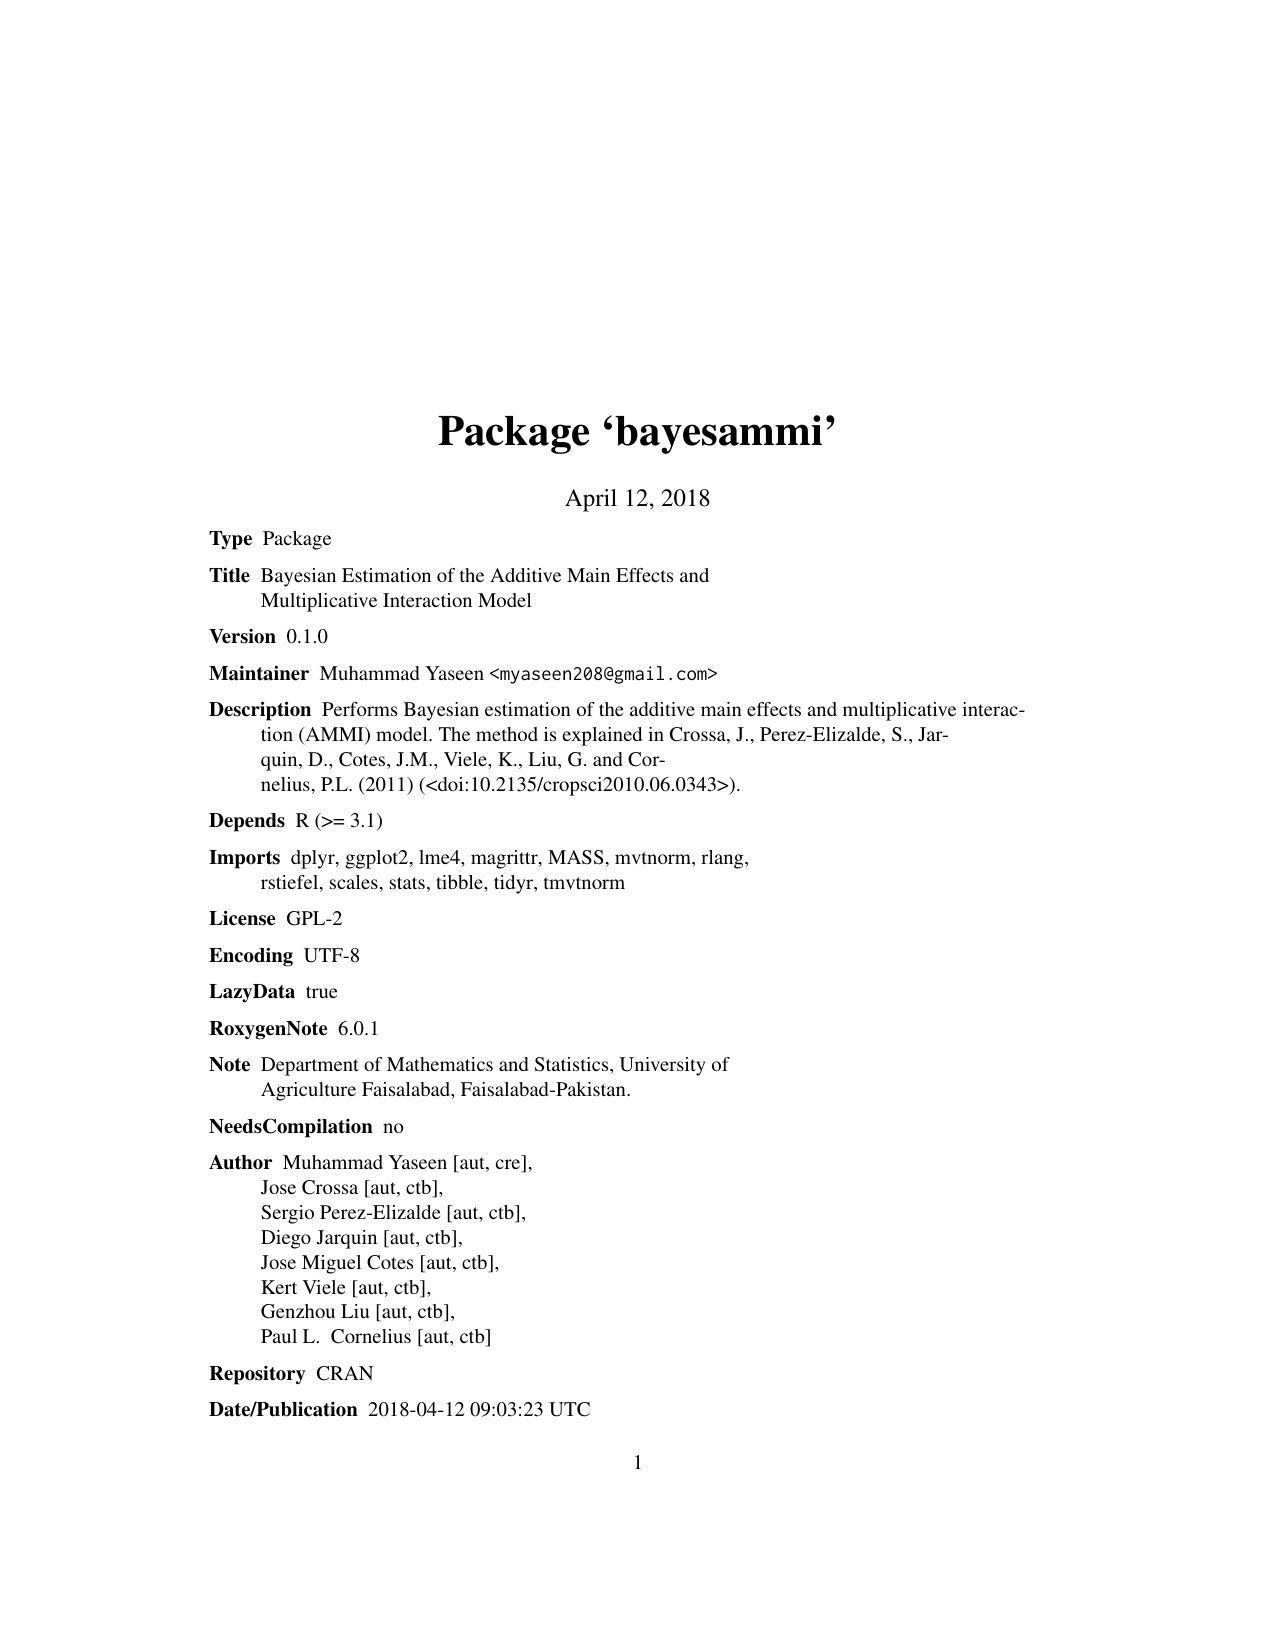 Package ‘bayesammi’
April 12, 2018
Type Package
Title Bayesian Estimation of the Additive Main Effects and
Multiplicative Interaction Model
Version 0.1.0
Maintainer Muhammad Yaseen <myaseen208@gmail.com>
Description Performs Bayesian estimation of the additive main effects and multiplicative interac-
tion (AMMI) model. The method is explained in Crossa, J., Perez-Elizalde, S., Jar-
quin, D., Cotes, J.M., Viele, K., Liu, G. and Cor-
nelius, P.L. (2011) (<doi:10.2135/cropsci2010.06.0343>).
Depends R (>= 3.1)
Imports dplyr, ggplot2, lme4, magrittr, MASS, mvtnorm, rlang,
rstiefel, scales, stats, tibble, tidyr, tmvtnorm
License GPL-2
Encoding UTF-8
LazyData true
RoxygenNote 6.0.1
Note Department of Mathematics and Statistics, University of
Agriculture Faisalabad, Faisalabad-Pakistan.
NeedsCompilation no
Author Muhammad Yaseen [aut, cre],
Jose Crossa [aut, ctb],
Sergio Perez-Elizalde [aut, ctb],
Diego Jarquin [aut, ctb],
Jose Miguel Cotes [aut, ctb],
Kert Viele [aut, ctb],
Genzhou Liu [aut, ctb],
Paul L. Cornelius [aut, ctb]
Repository CRAN
Date/Publication 2018-04-12 09:03:23 UTC
1